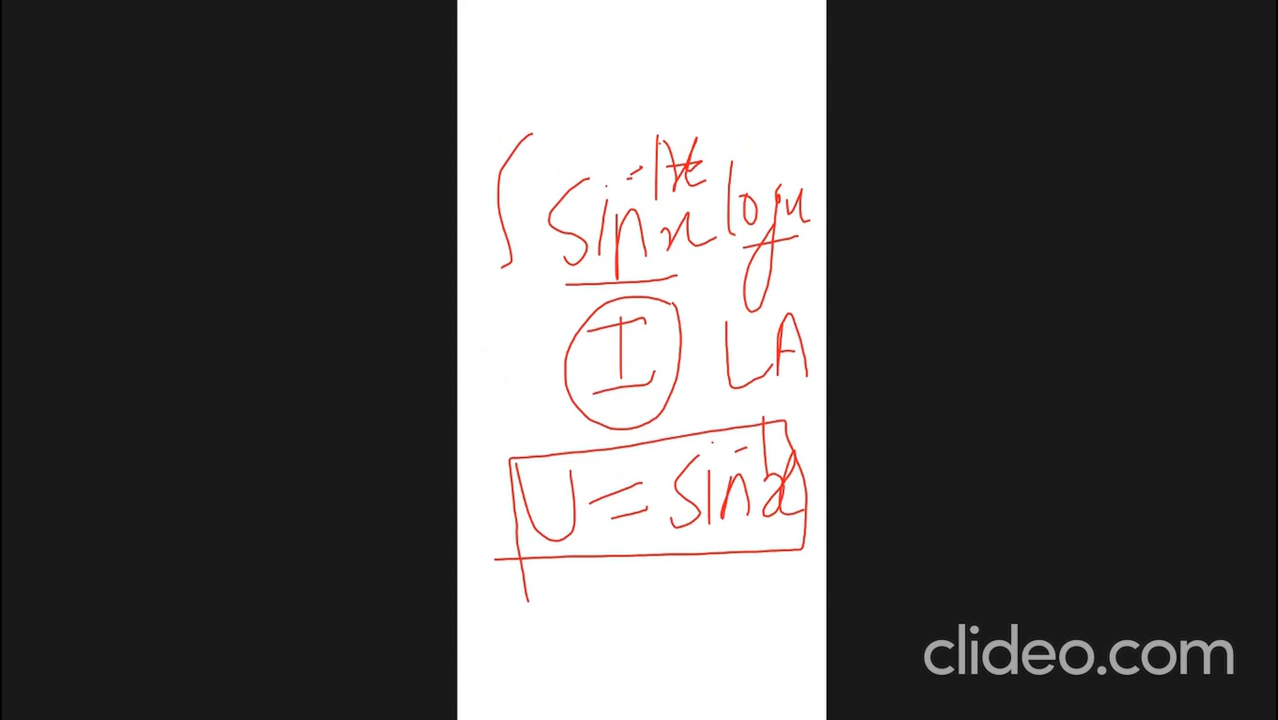 ∫ sin⁻¹x log x
I LA
U = sin⁻¹x
clideo.com